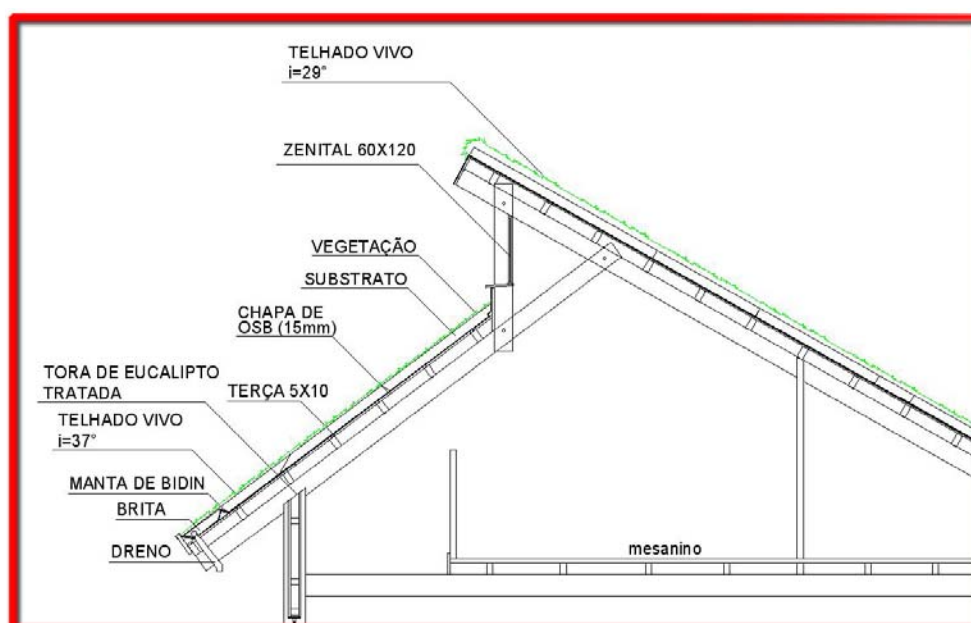 TELHADO VIVO
i=29°
ZENITAL 60X120
VEGETAÇÃO
SUBSTRATO
CHAPA DE
OSB (15mm)
TORA DE EUCALIPTO
TRATADA
TERÇA 5X10
TELHADO VIVO
i=37°
MANTA DE BIDIN
BRITA
DRENO
mesanino